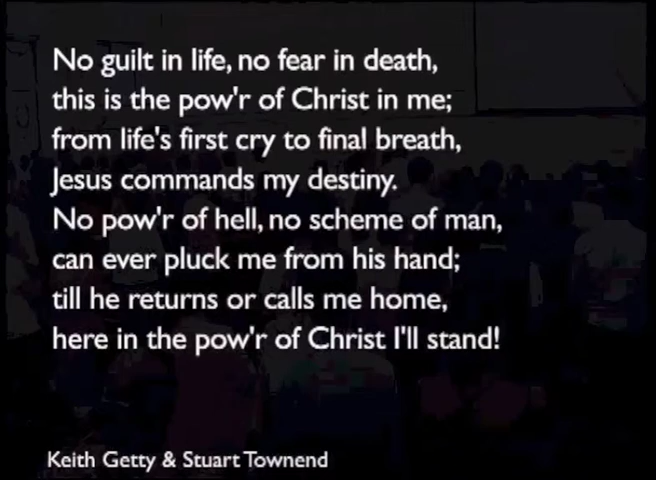 No guilt in life, no fear in death,
this is the pow'r of Christ in me;
from life's first cry to final breath,
Jesus commands my destiny.
No pow'r of hell, no scheme of man,
can ever pluck me from his hand;
till he returns or calls me home,
here in the pow'r of Christ I'll stand!
Keith Getty & Stuart Townend